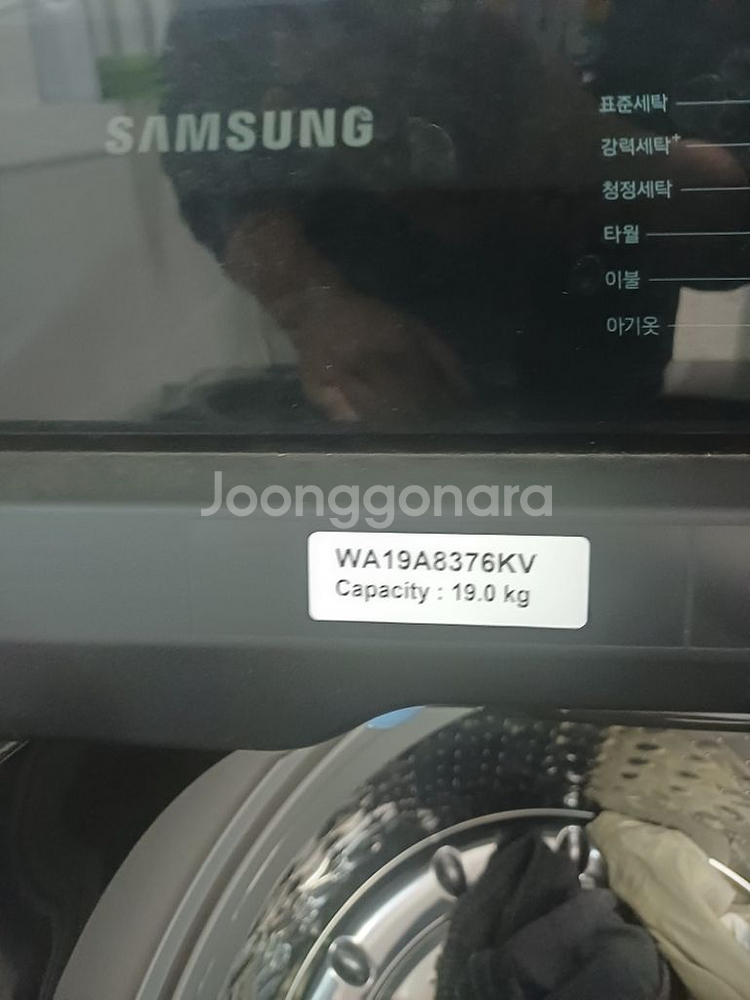 SAMSUNG
표준세탁
강력세탁+
청정세탁
타월
이불
아기옷
Joonggonara
WA19A8376KV
Capacity : 19.0 kg